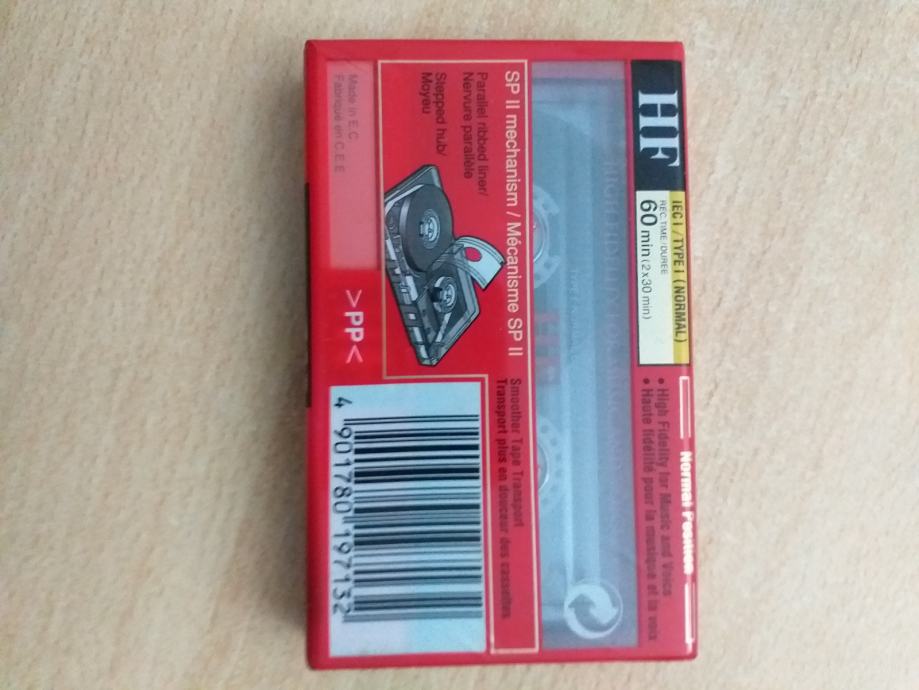 HF
IEC I / TYPE I (NORMAL)
REC.TIME/DURÉE
60 min (2x30 min)
Normal Position
• High Fidelity for Music and Voice
• Haute fidélité pour la musique et la voix
SP II mechanism / Mécanisme SP II
Parallel ribbed liner/
Nervure parallèle
Stepped hub/
Moyeu
Smoother Tape Transport
Transport plus en douceur des cassettes
Made in E.C.
Fabriqué en C.E.E
>PP<
4 901780 197132